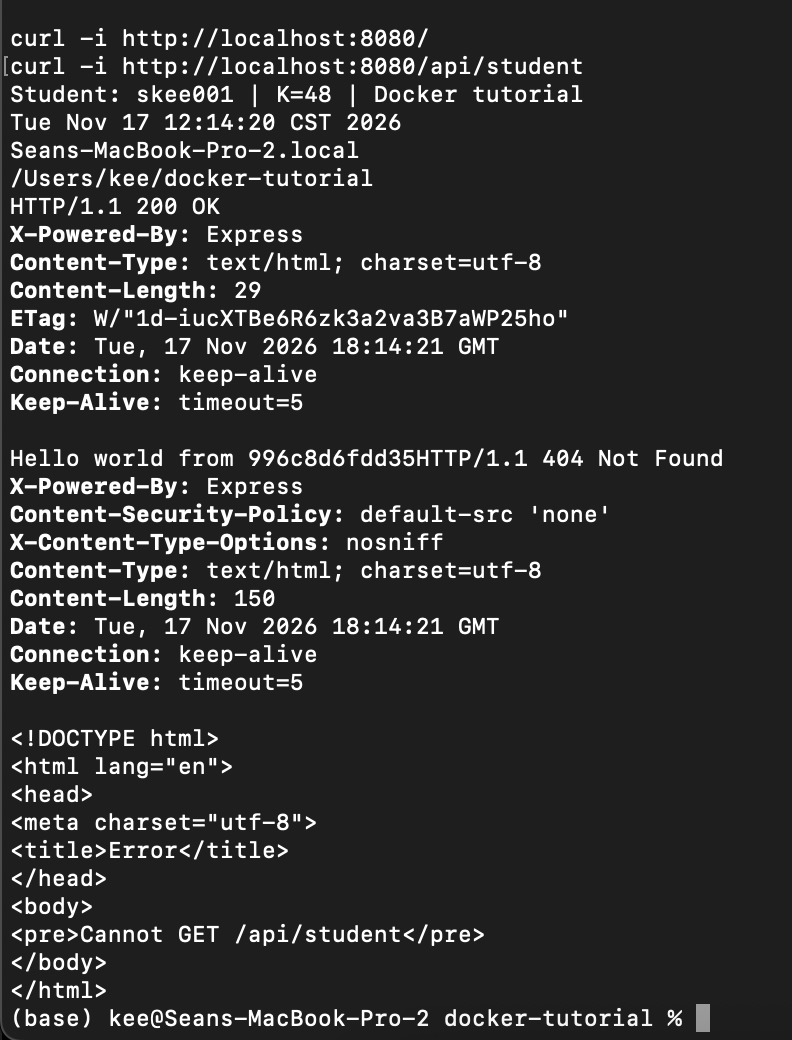 curl -i http://localhost:8080/
[curl -i http://localhost:8080/api/student
Student: skee001 | K=48 | Docker tutorial
Tue Nov 17 12:14:20 CST 2026
Seans-MacBook-Pro-2.local
/Users/kee/docker-tutorial
HTTP/1.1 200 OK
X-Powered-By: Express
Content-Type: text/html; charset=utf-8
Content-Length: 29
ETag: W/"1d-iucXTBe6R6zk3a2va3B7aWP25ho"
Date: Tue, 17 Nov 2026 18:14:21 GMT
Connection: keep-alive
Keep-Alive: timeout=5
Hello world from 996c8d6fdd35HTTP/1.1 404 Not Found
X-Powered-By: Express
Content-Security-Policy: default-src 'none'
X-Content-Type-Options: nosniff
Content-Type: text/html; charset=utf-8
Content-Length: 150
Date: Tue, 17 Nov 2026 18:14:21 GMT
Connection: keep-alive
Keep-Alive: timeout=5
<!DOCTYPE html>
<html lang="en">
<head>
<meta charset="utf-8">
<title>Error</title>
</head>
<body>
<pre>Cannot GET /api/student</pre>
</body>
</html>
(base) kee@Seans-MacBook-Pro-2 docker-tutorial %